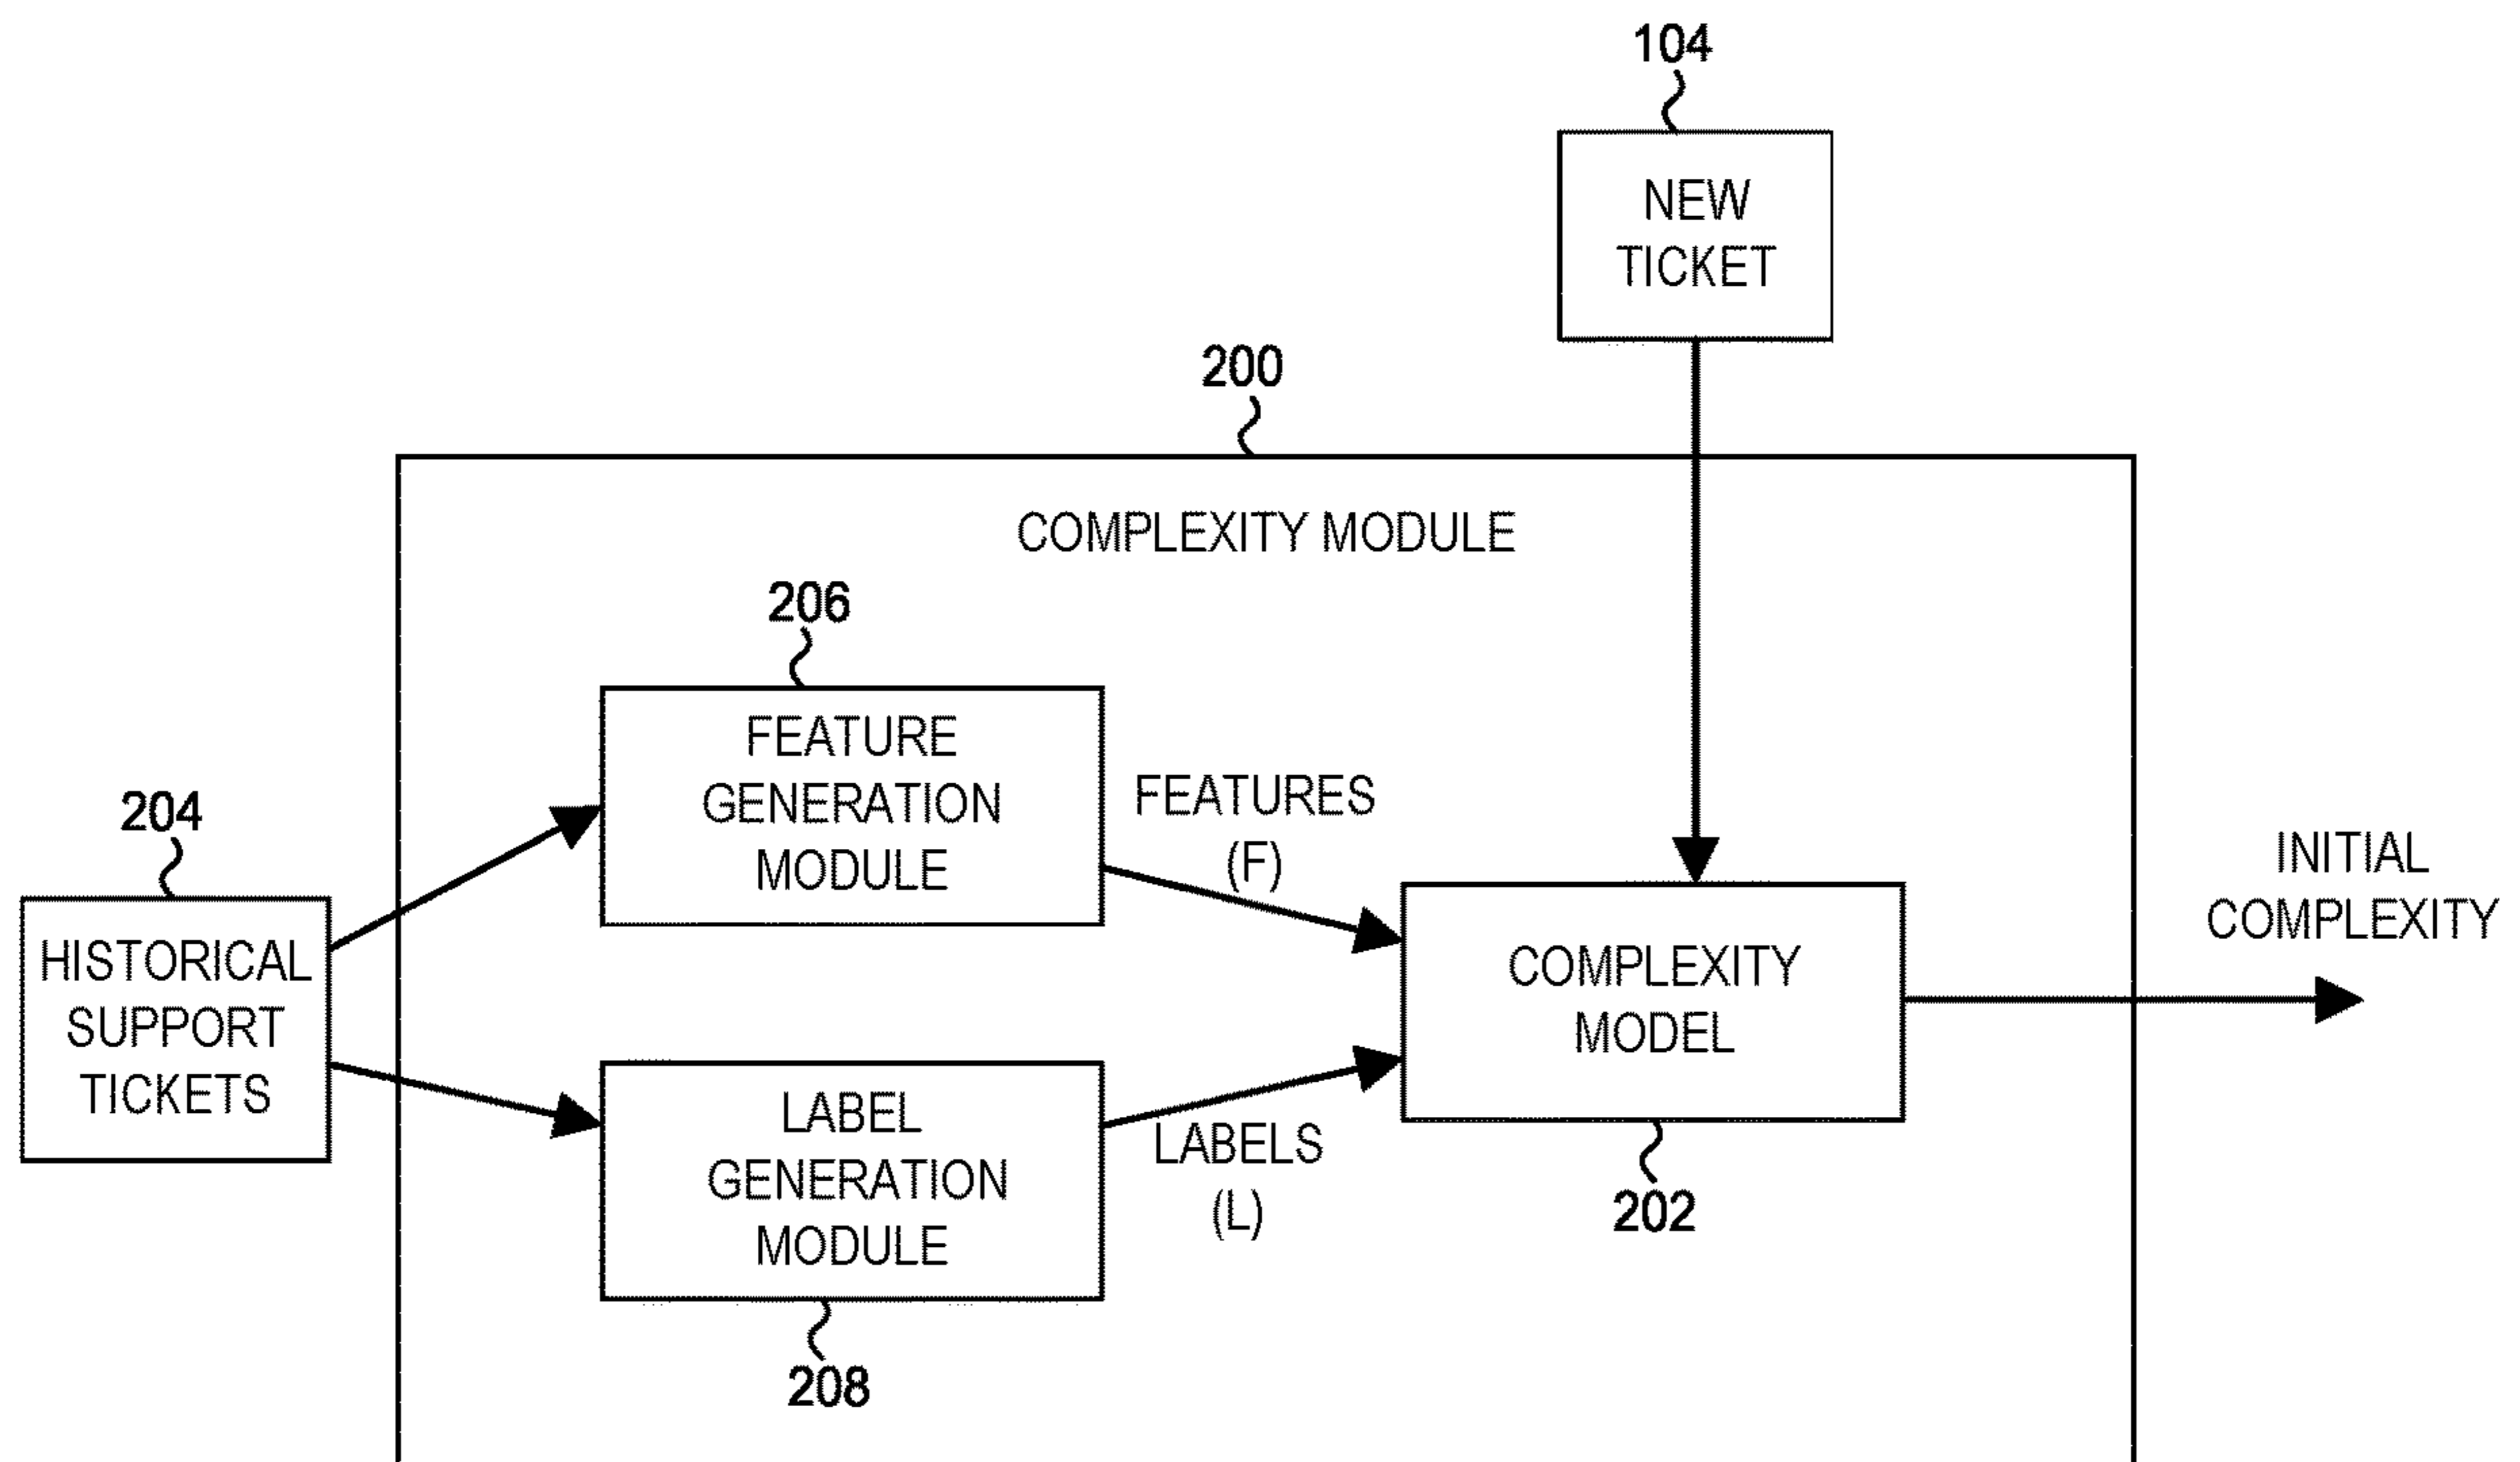 104
NEW
TICKET
200
COMPLEXITY MODULE
206
FEATURE
GENERATION
MODULE
FEATURES
(F)
204
HISTORICAL
SUPPORT
TICKETS
INITIAL
COMPLEXITY
COMPLEXITY
MODEL
202
LABEL
GENERATION
MODULE
LABELS
(L)
208